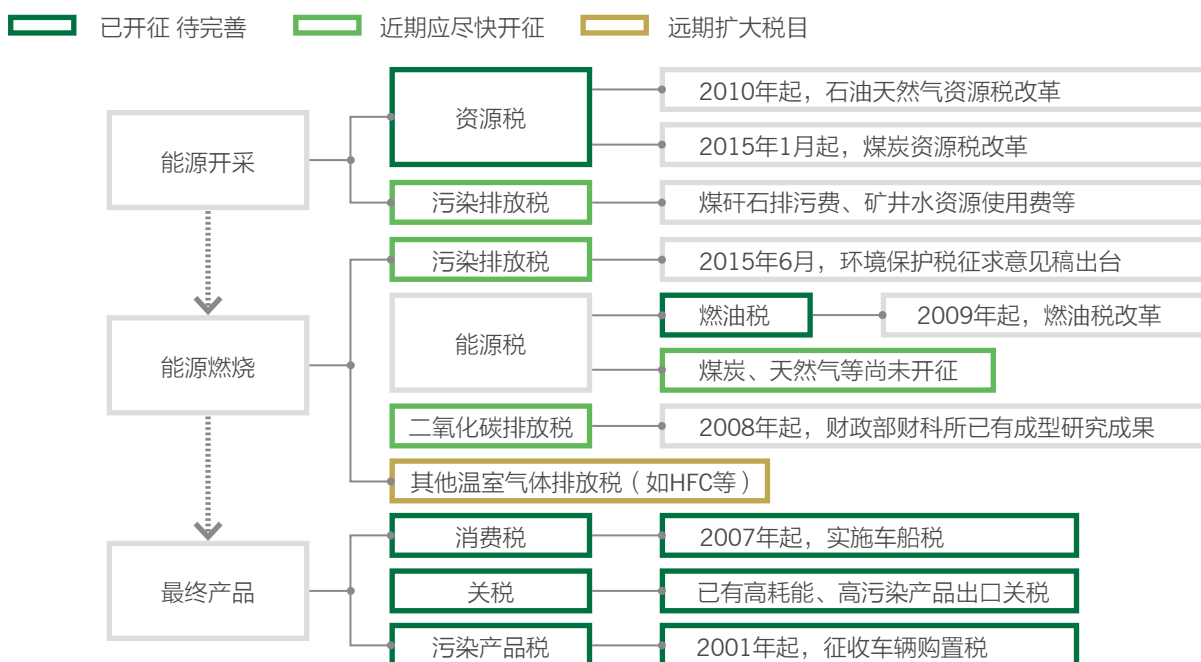 已开征 待完善
近期应尽快开征
远期扩大税目
能源开采
资源税
2010年起，石油天然气资源税改革
2015年1月起，煤炭资源税改革
污染排放税
煤矸石排污费、矿井水资源使用费等
能源燃烧
污染排放税
2015年6月，环境保护税征求意见稿出台
能源税
燃油税
2009年起，燃油税改革
煤炭、天然气等尚未开征
二氧化碳排放税
2008年起，财政部财科所已有成型研究成果
其他温室气体排放税（如HFC等）
最终产品
消费税
2007年起，实施车船税
关税
已有高耗能、高污染产品出口关税
污染产品税
2001年起，征收车辆购置税